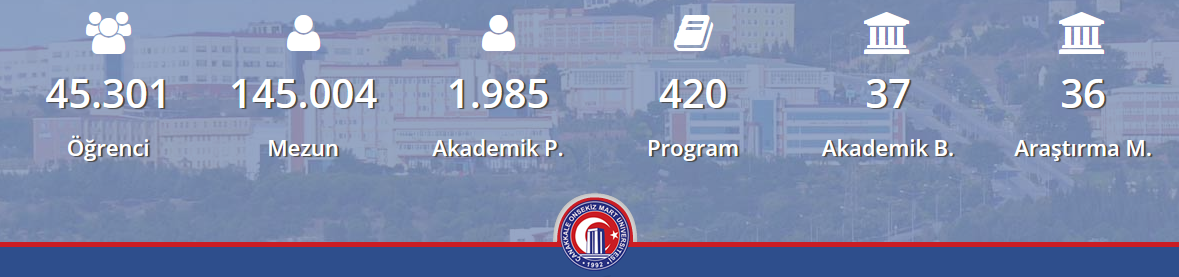 45.301 145.004 1.985 420 37 36
Öğrenci Mezun Akademik P. Program Akademik B. Araştırma M.
ÇANAKKALE ONSEKİZ MART ÜNİVERSİTESİ
• 1992 •